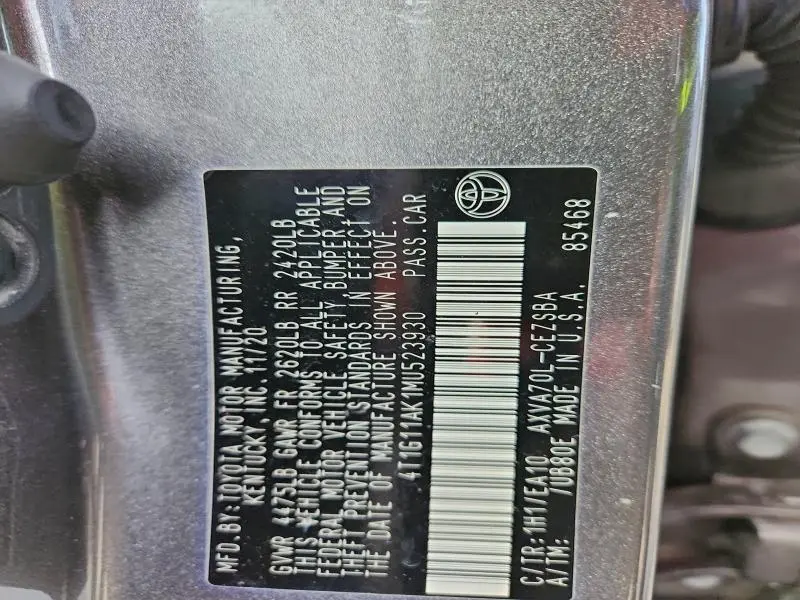 MFD.BY: TOYOTA MOTOR MANUFACTURING,
KENTUCKY, INC. 11/20
GVWR 4475LB GAWR FR 2620LB RR 2420LB
THIS VEHICLE CONFORMS TO ALL APPLICABLE
FEDERAL MOTOR VEHICLE SAFETY, BUMPER, AND
THEFT PREVENTION STANDARDS IN EFFECT ON
THE DATE OF MANUFACTURE SHOWN ABOVE.
4T1G11AK1MU523930 PASS.CAR
C/TR:1H1/EA10 AXVA70L-CEZSBA
A/TM: /UB80E MADE IN U.S.A. 85468